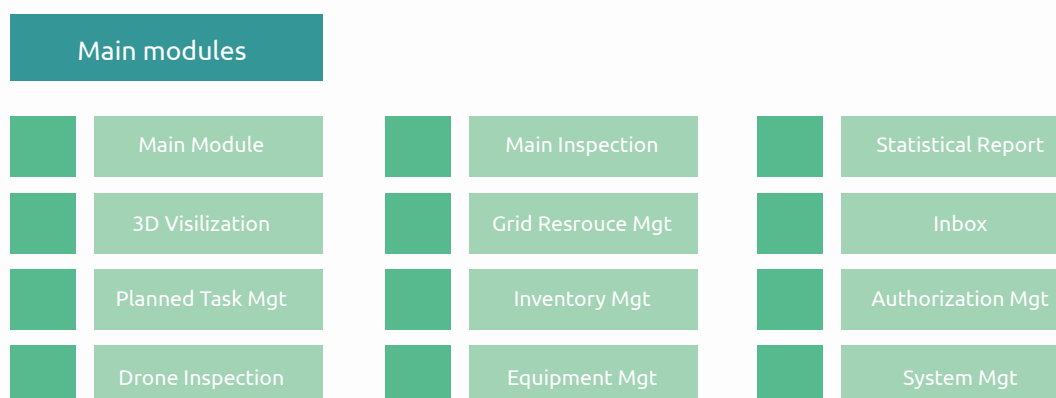 Main modules
Main Module
Main Inspection
Statistical Report
3D Visilization
Grid Resrouce Mgt
Inbox
Planned Task Mgt
Inventory Mgt
Authorization Mgt
Drone Inspection
Equipment Mgt
System Mgt